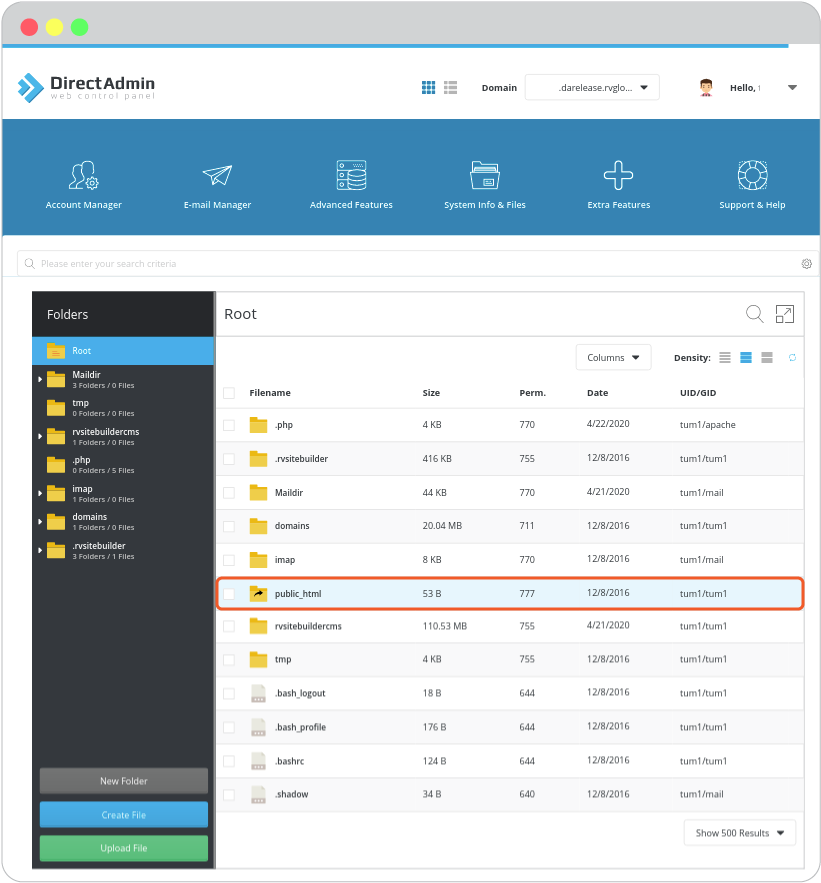 DirectAdmin
web control panel
Domain
.darelease.rvglo...
Hello,
Account Manager
E-mail Manager
Advanced Features
System Info & Files
Extra Features
Support & Help
Please enter your search criteria
Folders
Root
Maildir
3 Folders / 0 Files
tmp
0 Folders / 0 Files
rvsitebuildercms
1 Folders / 0 Files
.php
0 Folders / 5 Files
imap
1 Folders / 0 Files
domains
1 Folders / 0 Files
.rvsitebuilder
3 Folders / 1 Files
New Folder
Create File
Upload File
Root
Columns
Density:
Filename Size Perm. Date UID/GID
.php 4 KB 770 4/22/2020 tum1/apache
.rvsitebuilder 416 KB 755 12/8/2016 tum1/tum1
Maildir 44 KB 770 4/21/2020 tum1/mail
domains 20.04 MB 711 12/8/2016 tum1/tum1
imap 8 KB 770 12/8/2016 tum1/mail
public_html 53 B 777 12/8/2016 tum1/tum1
rvsitebuildercms 110.53 MB 755 4/21/2020 tum1/tum1
tmp 4 KB 755 12/8/2016 tum1/tum1
.bash_logout 18 B 644 12/8/2016 tum1/tum1
.bash_profile 176 B 644 12/8/2016 tum1/tum1
.bashrc 124 B 644 12/8/2016 tum1/tum1
.shadow 34 B 640 12/8/2016 tum1/mail
Show 500 Results